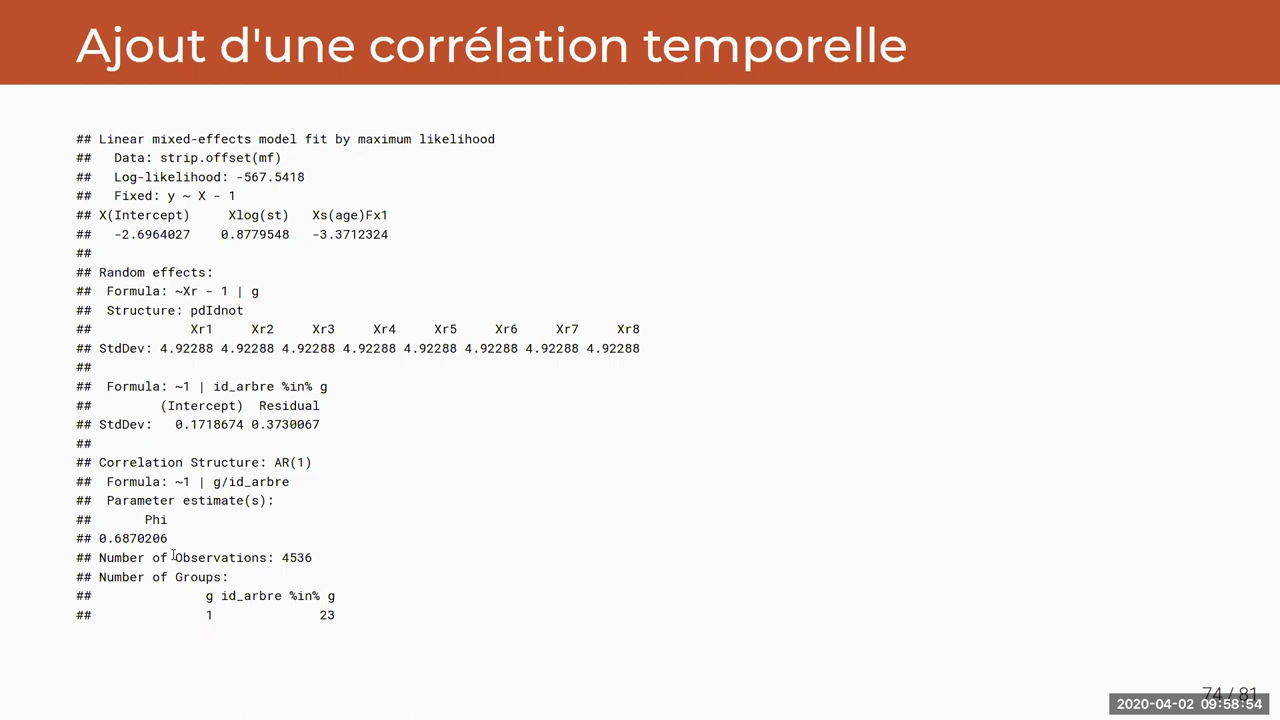 Ajout d'une corrélation temporelle
## Linear mixed-effects model fit by maximum likelihood
##   Data: strip.offset(mf)
##   Log-likelihood: -567.5418
##   Fixed: y ~ X - 1
## X(Intercept)     Xlog(st)   Xs(age)Fx1
##   -2.6964027    0.8779548   -3.3712324
##
## Random effects:
##  Formula: ~Xr - 1 | g
##  Structure: pdIdnot
##             Xr1     Xr2     Xr3     Xr4     Xr5     Xr6     Xr7     Xr8
## StdDev: 4.92288 4.92288 4.92288 4.92288 4.92288 4.92288 4.92288 4.92288
##
##  Formula: ~1 | id_arbre %in% g
##         (Intercept)  Residual
## StdDev:   0.1718674 0.3730067
##
## Correlation Structure: AR(1)
##  Formula: ~1 | g/id_arbre
##  Parameter estimate(s):
##       Phi
## 0.6870206
## Number of Observations: 4536
## Number of Groups:
##               g id_arbre %in% g
##               1              23
74 / 81
2020-04-02 09:58:54